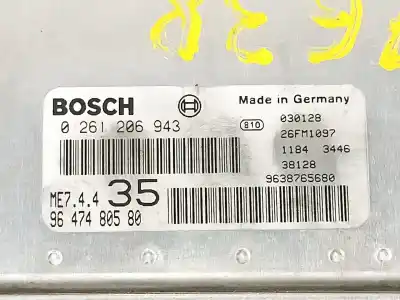 BOSCH
Made in Germany
0 261 206 943
810
030128
26FM1097
1184 3446
38128
9638765680
ME7.4.4 35
96 474 805 80